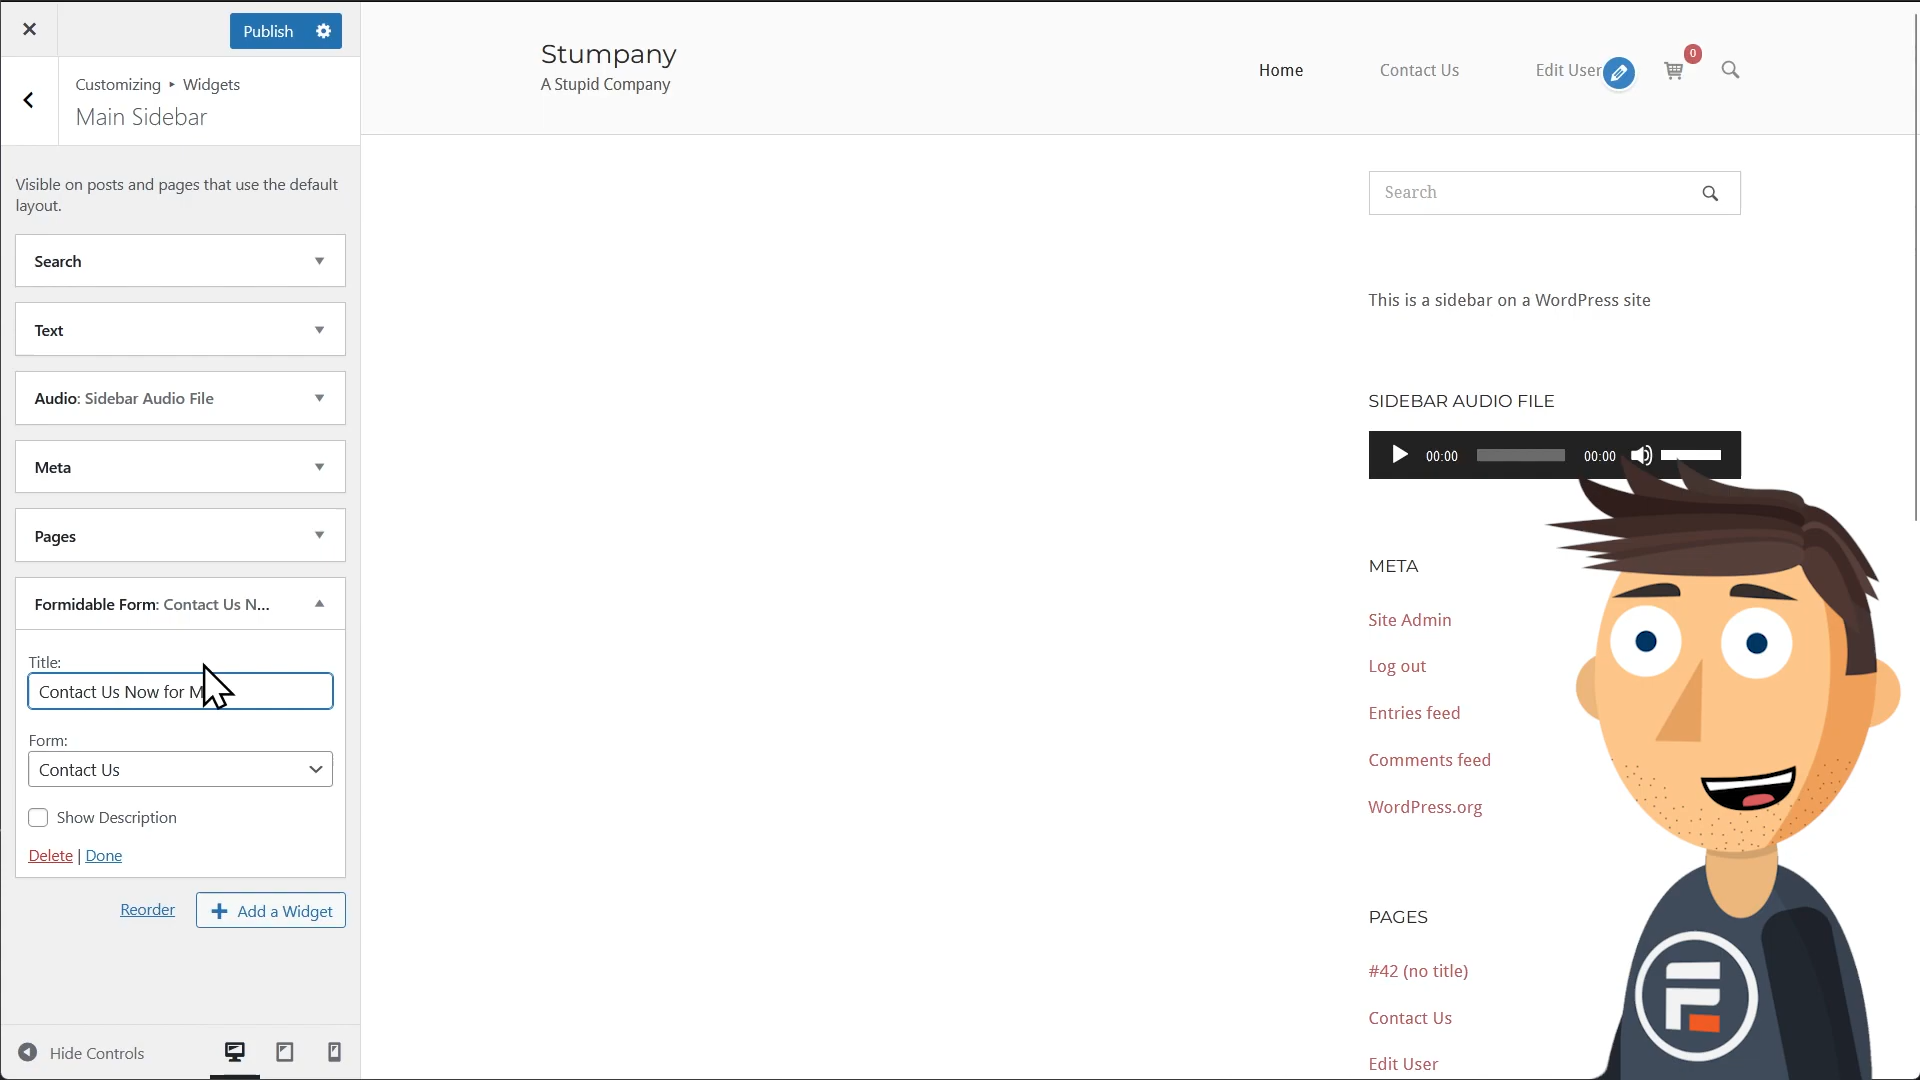 Publish
Customizing ▸ Widgets
Main Sidebar
Visible on posts and pages that use the default
layout.
Search
Text
Audio: Sidebar Audio File
Meta
Pages
Formidable Form: Contact Us N...
Title:
Contact Us Now for M
Form:
Contact Us
Show Description
Delete | Done
Reorder
Add a Widget
Hide Controls
Stumpany
A Stupid Company
Home
Contact Us
Edit User
0
Search
This is a sidebar on a WordPress site
SIDEBAR AUDIO FILE
00:00
00:00
META
Site Admin
Log out
Entries feed
Comments feed
WordPress.org
PAGES
#42 (no title)
Contact Us
Edit User